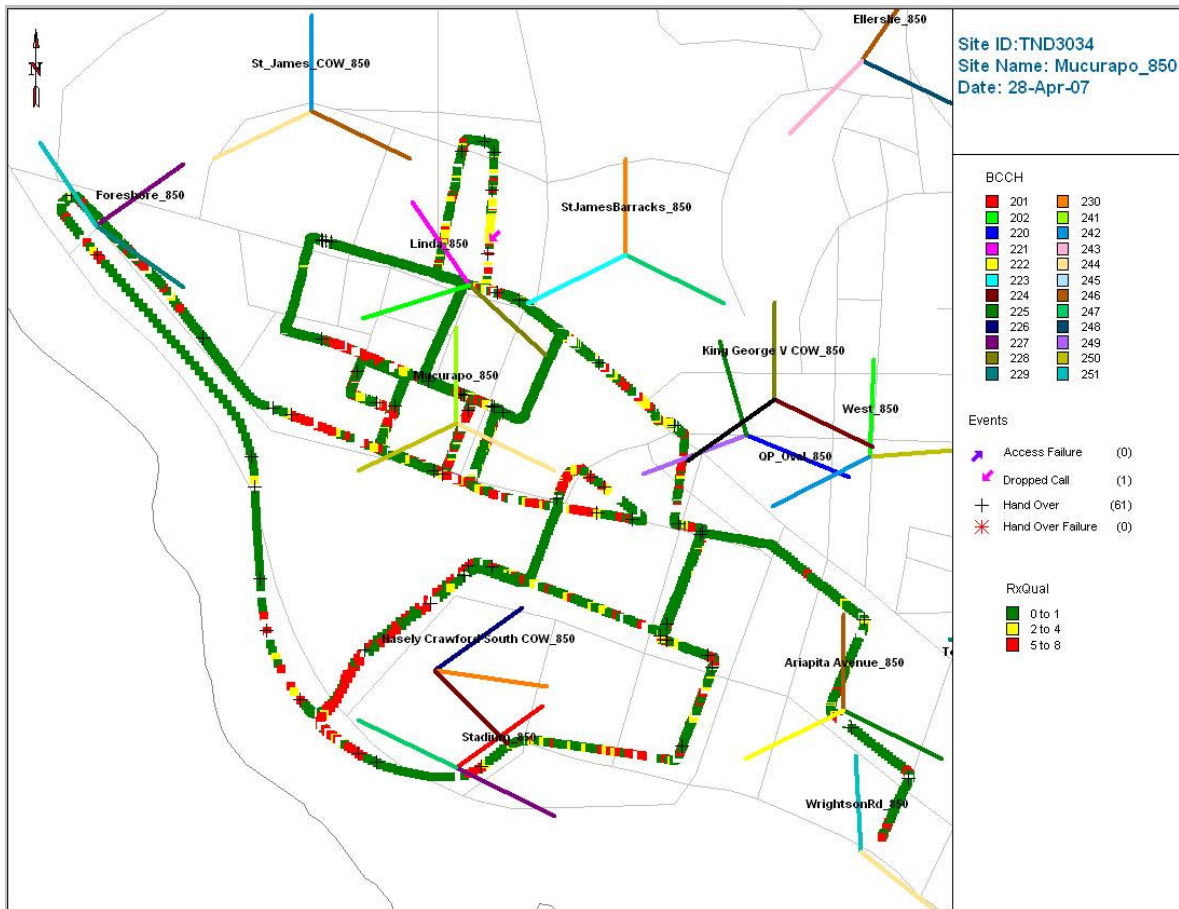 N
St_James_COW_850
Ellerslie_850
Foreshore_850
Linda_850
StJamesBarracks_850
Mucurapo_850
King George V COW_850
West_850
QP_Oval_850
Hasely Crawford South COW_850
Ariapita Avenue_850
Stadium_850
WrightsonRd_850
Site ID:TND3034
Site Name: Mucurapo_850
Date: 28-Apr-07
BCCH
201 230
202 241
220 242
221 243
222 244
223 245
224 246
225 247
226 248
227 249
228 250
229 251
Events
Access Failure (0)
Dropped Call (1)
Hand Over (61)
Hand Over Failure (0)
RxQual
0 to 1
2 to 4
5 to 8